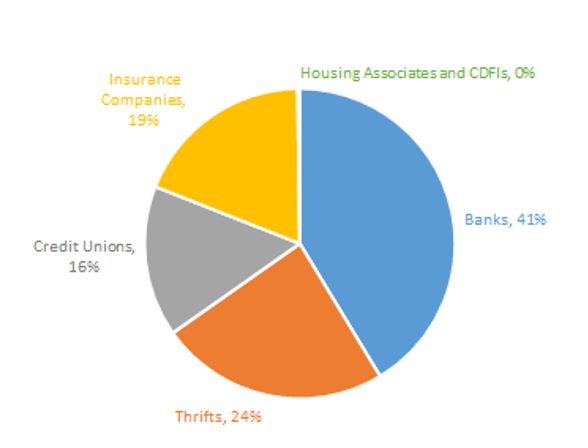 Housing Associates and CDFIs, 0%
Insurance
Companies,
19%
Banks, 41%
Credit Unions,
16%
Thrifts, 24%